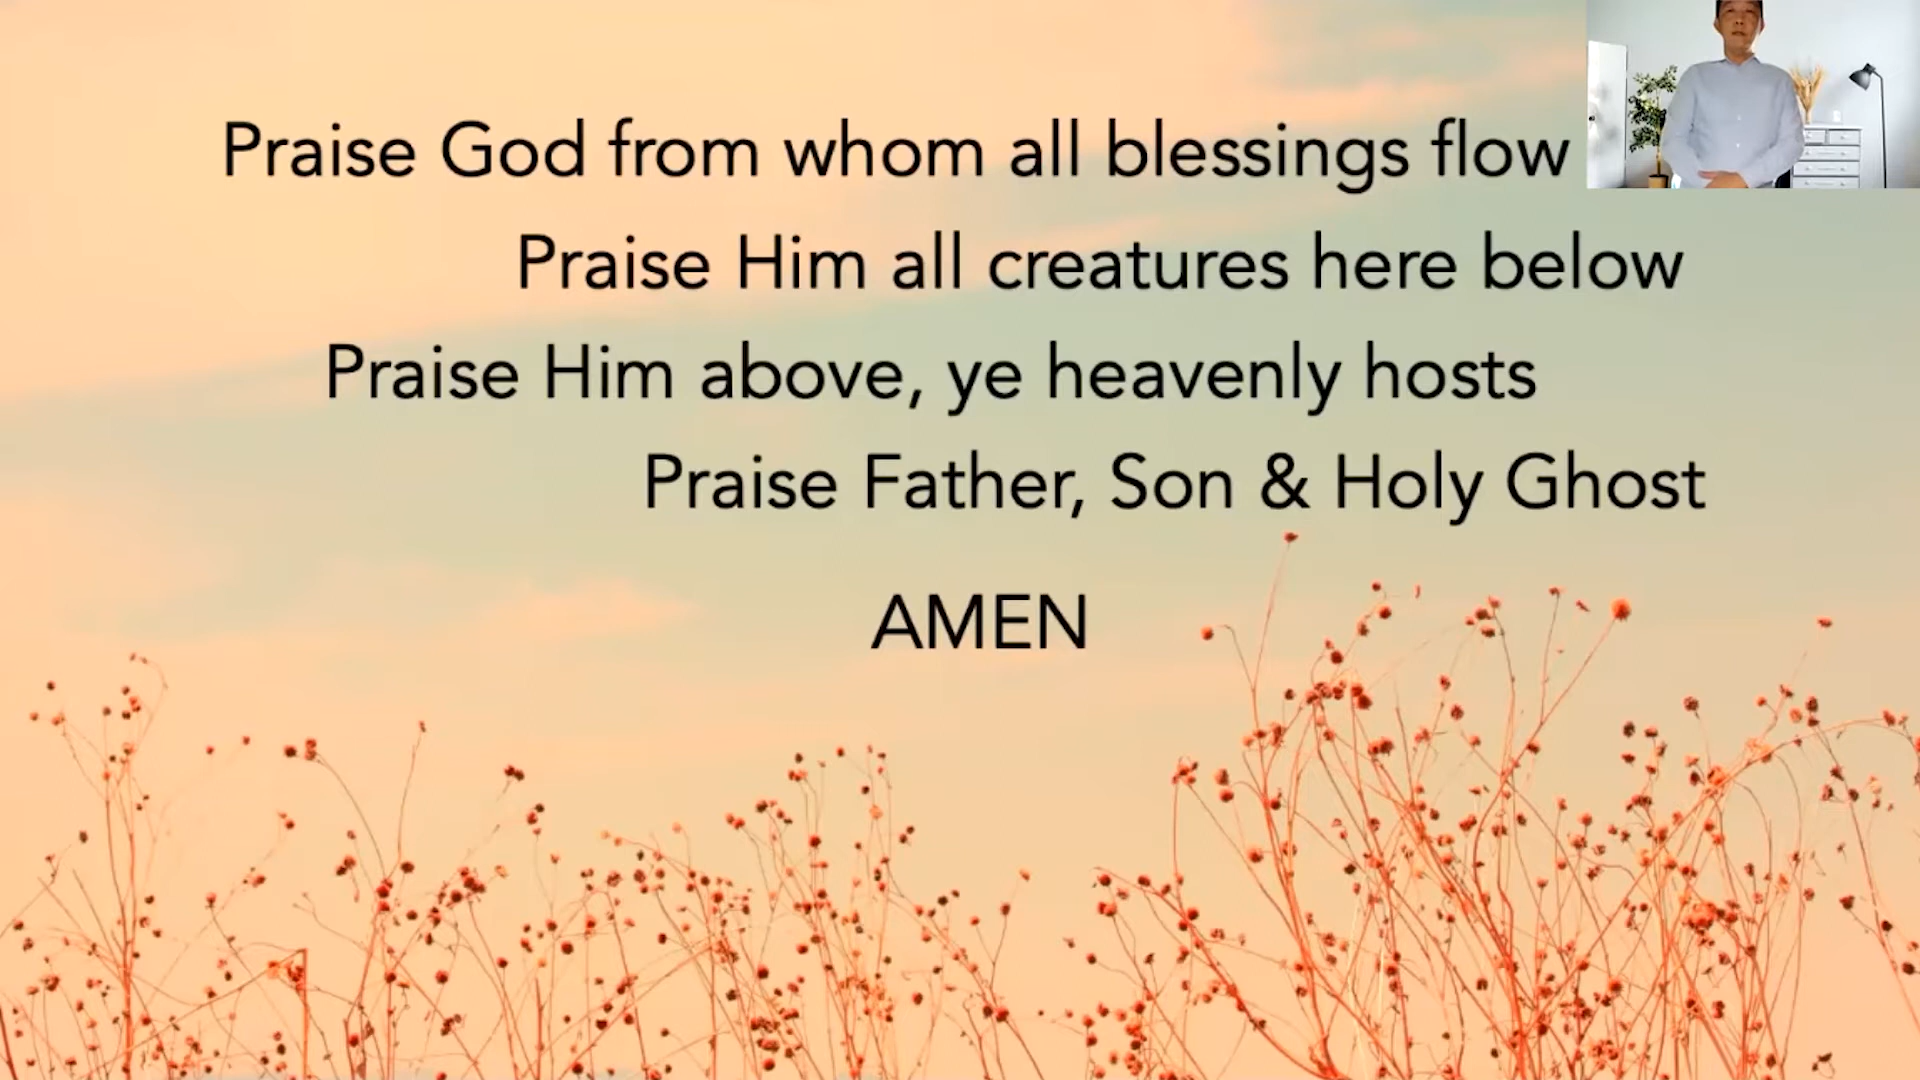 Praise God from whom all blessings flow
Praise Him all creatures here below
Praise Him above, ye heavenly hosts
Praise Father, Son & Holy Ghost
AMEN